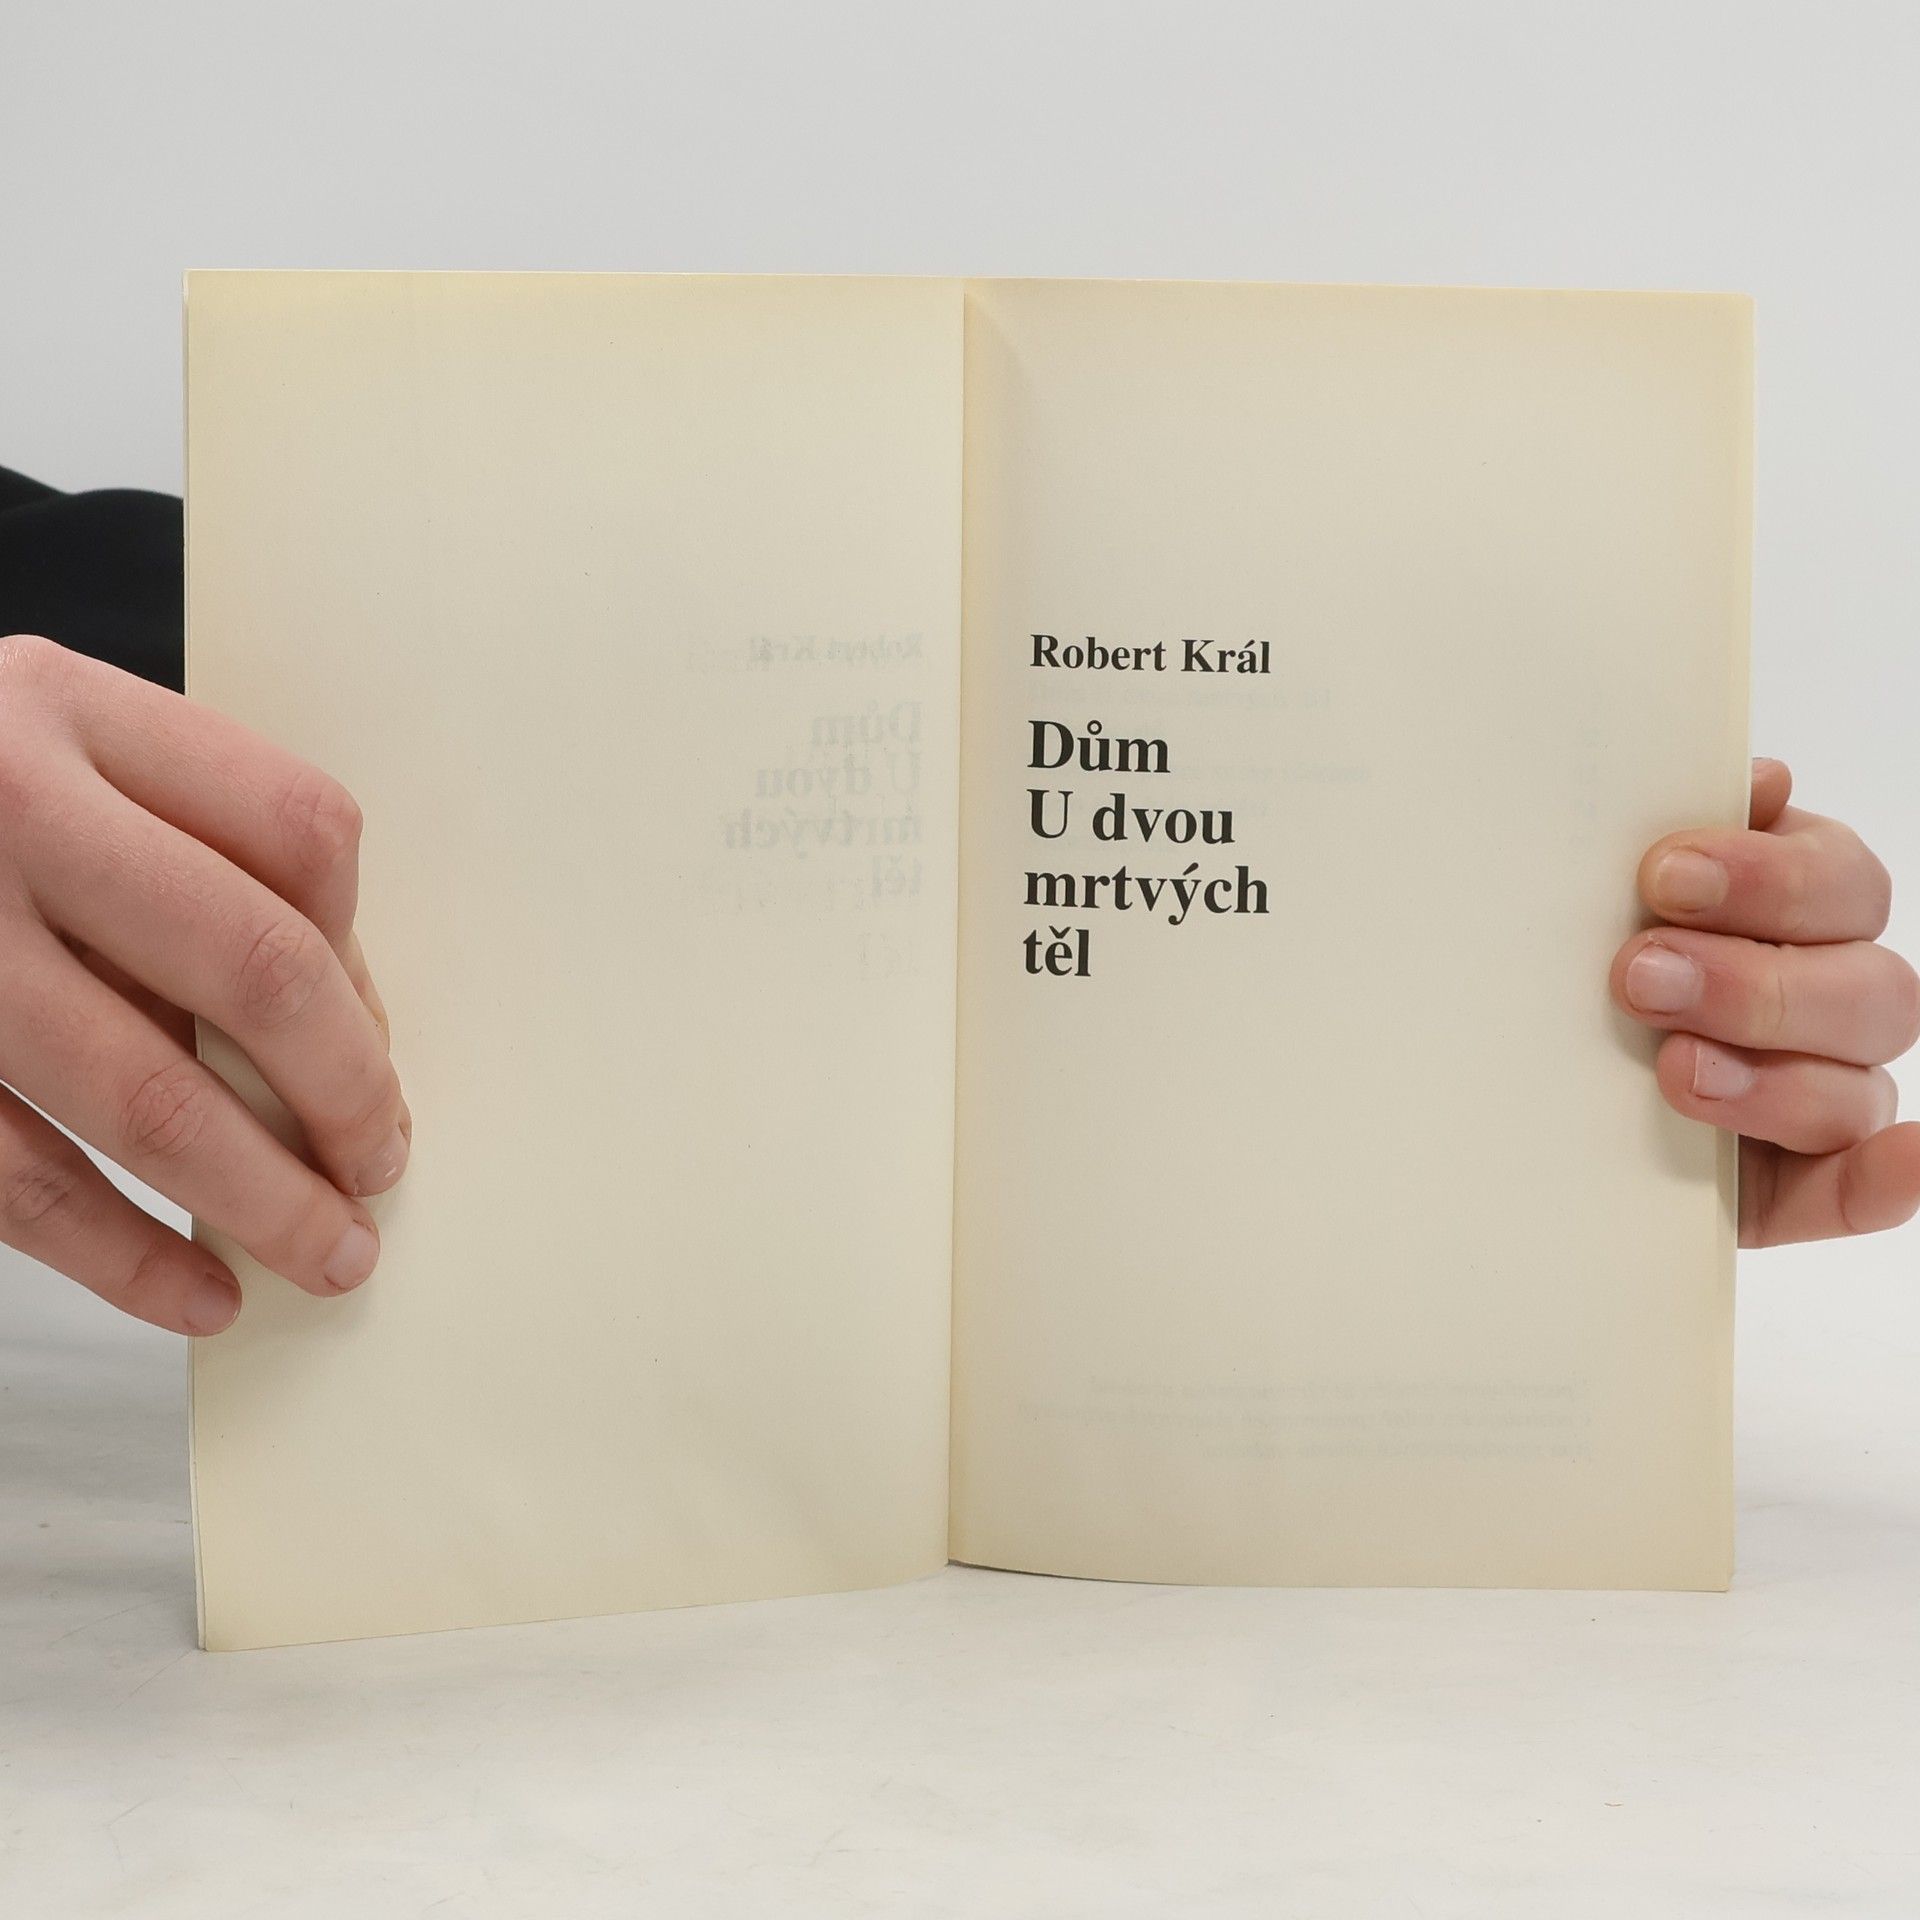 Robert Král
Dům
U dvou
mrtvých
těl